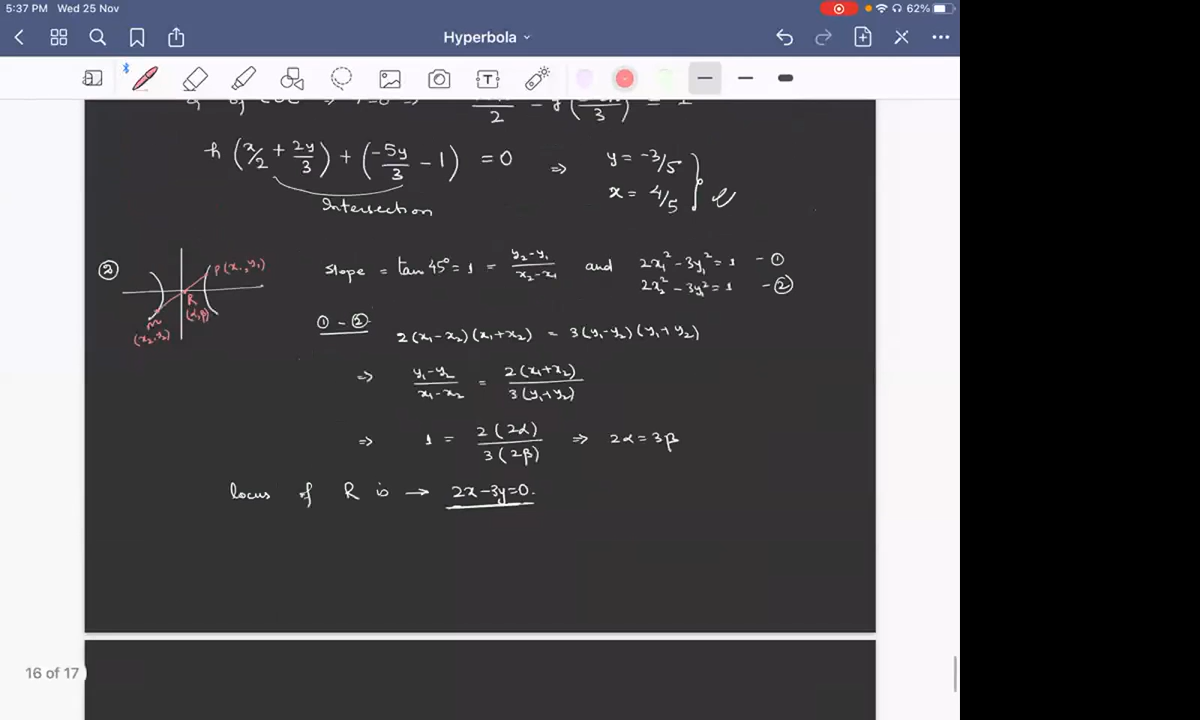 5:37 PM Wed 25 Nov
62%
Hyperbola
2
3
h (x/2 + 2y/3) + (-5y/3 - 1) = 0 ⇒ y = -3/5
x = 4/5
Intersection
② P(x₁, y₁)
R
(α, β)
M
(x₂, y₂)
slope = tan 45° = 1 = y₂-y₁/x₂-x₁ and 2x₁² - 3y₁² = 1 - ①
2x₂² - 3y₂² = 1 - ②
① - ②
2(x₁-x₂)(x₁+x₂) = 3(y₁-y₂)(y₁+y₂)
⇒ y₁-y₂/x₁-x₂ = 2(x₁+x₂)/3(y₁+y₂)
⇒ 1 = 2(2α)/3(2β) ⇒ 2α = 3β
locus of R is → 2x-3y=0.
16 of 17